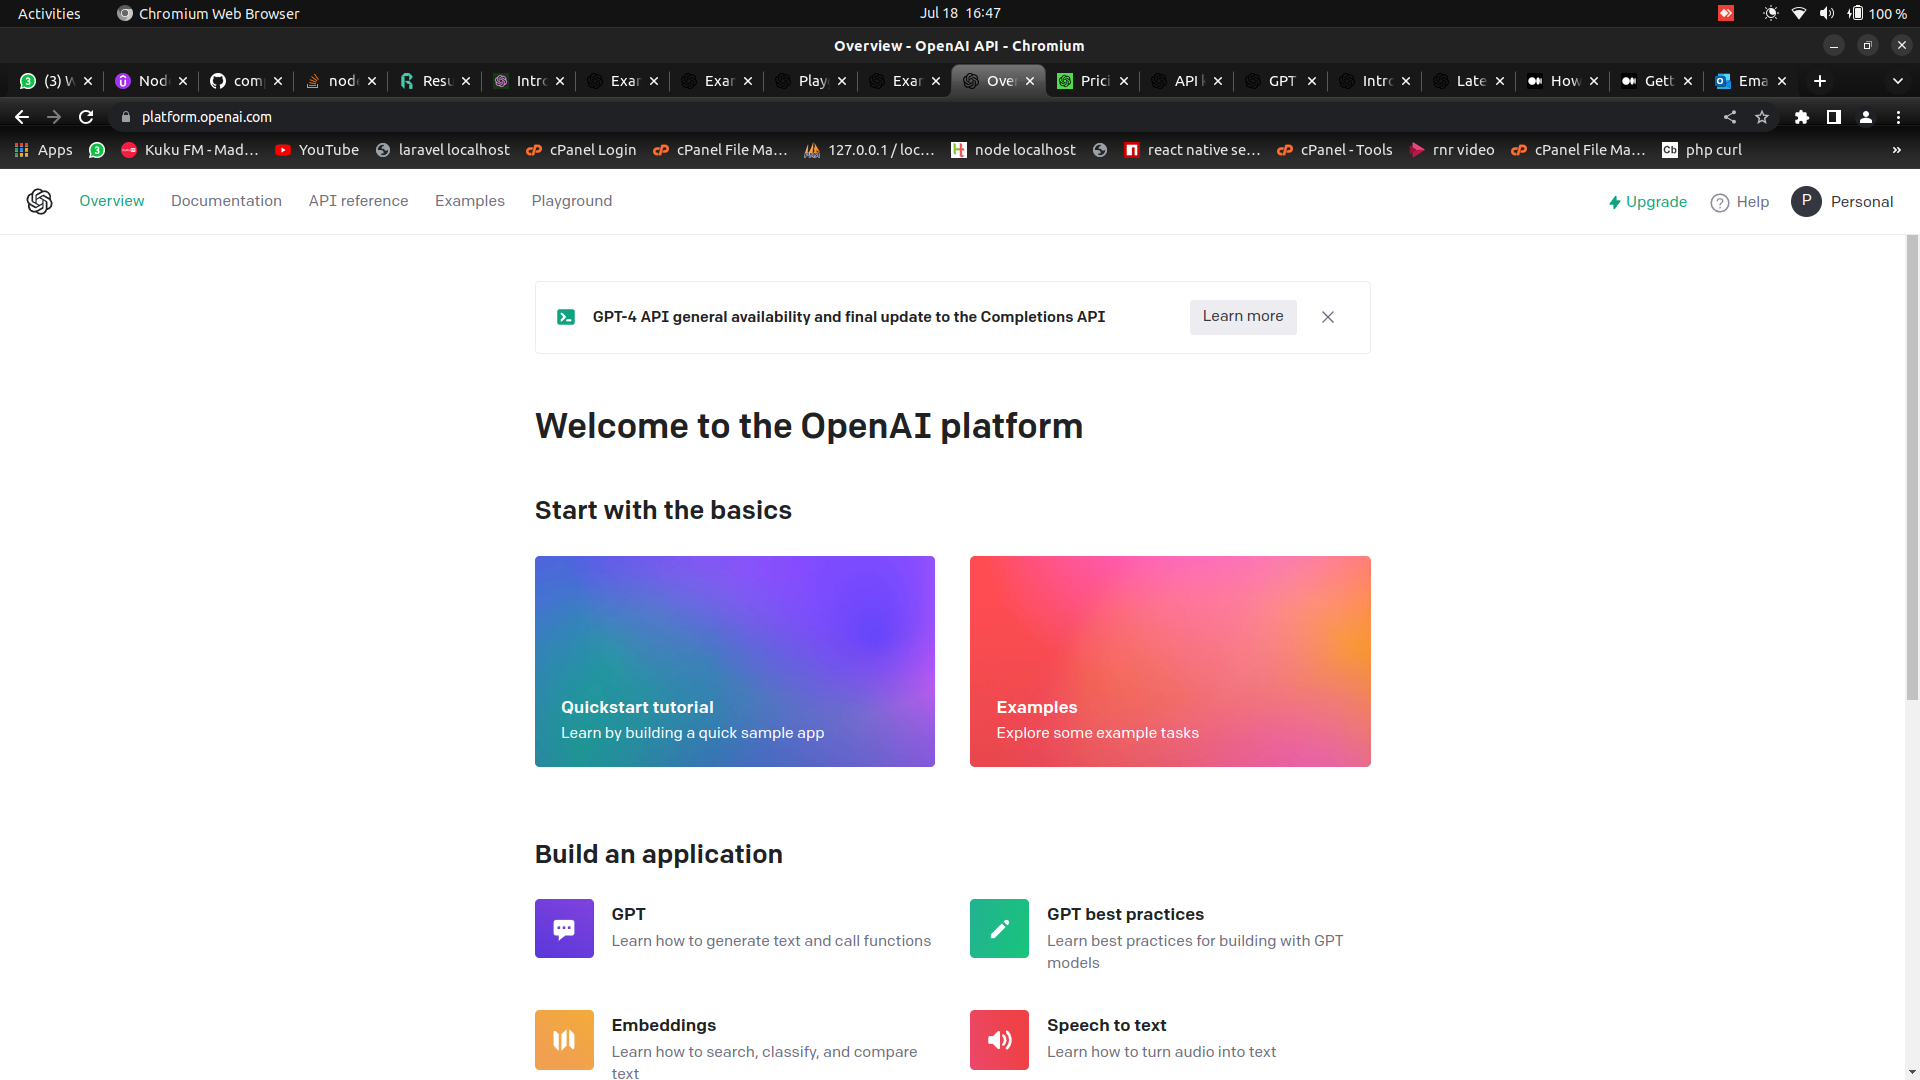 Activities
Chromium Web Browser
Jul 18 16:47
100 %
Overview - OpenAI API - Chromium
(3) W
Nod
com
node
Resu
Intro
Exar
Exar
Play
Exar
Over
Prici
API k
GPT
Intro
Late
How
Gett
Ema
platform.openai.com
Apps
3
Kuku FM - Mad...
YouTube
laravel localhost
cPanel Login
cPanel File Ma...
127.0.0.1 / loc...
node localhost
react native se...
cPanel - Tools
rnr video
cPanel File Ma...
Cb
php curl
»
Overview
Documentation
API reference
Examples
Playground
Upgrade
Help
P
Personal
GPT-4 API general availability and final update to the Completions API
Learn more
Welcome to the OpenAI platform
Start with the basics
Quickstart tutorial
Learn by building a quick sample app
Examples
Explore some example tasks
Build an application
GPT
Learn how to generate text and call functions
GPT best practices
Learn best practices for building with GPT
models
Embeddings
Learn how to search, classify, and compare
text
Speech to text
Learn how to turn audio into text